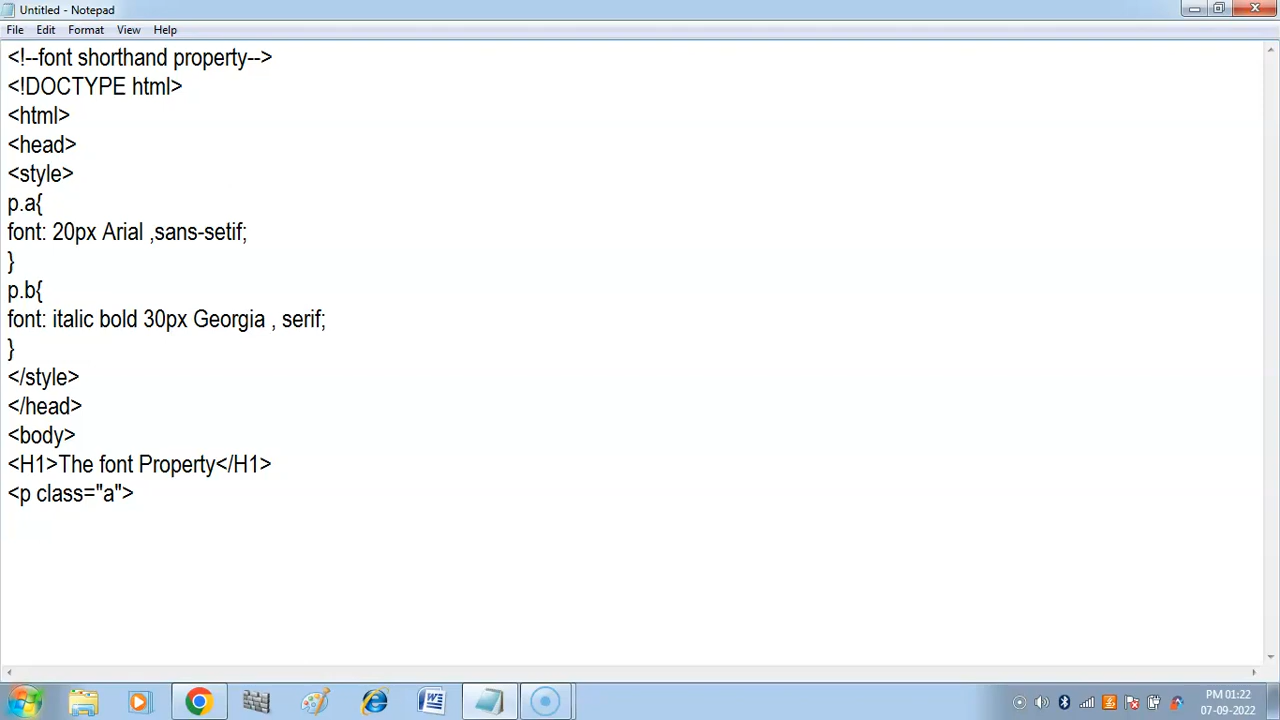 Untitled - Notepad
File Edit Format View Help
<!--font shorthand property-->
<!DOCTYPE html>
<html>
<head>
<style>
p.a{
font: 20px Arial ,sans-setif;
}
p.b{
font: italic bold 30px Georgia , serif;
}
</style>
</head>
<body>
<H1>The font Property</H1>
<p class="a">
PM 01:22
07-09-2022